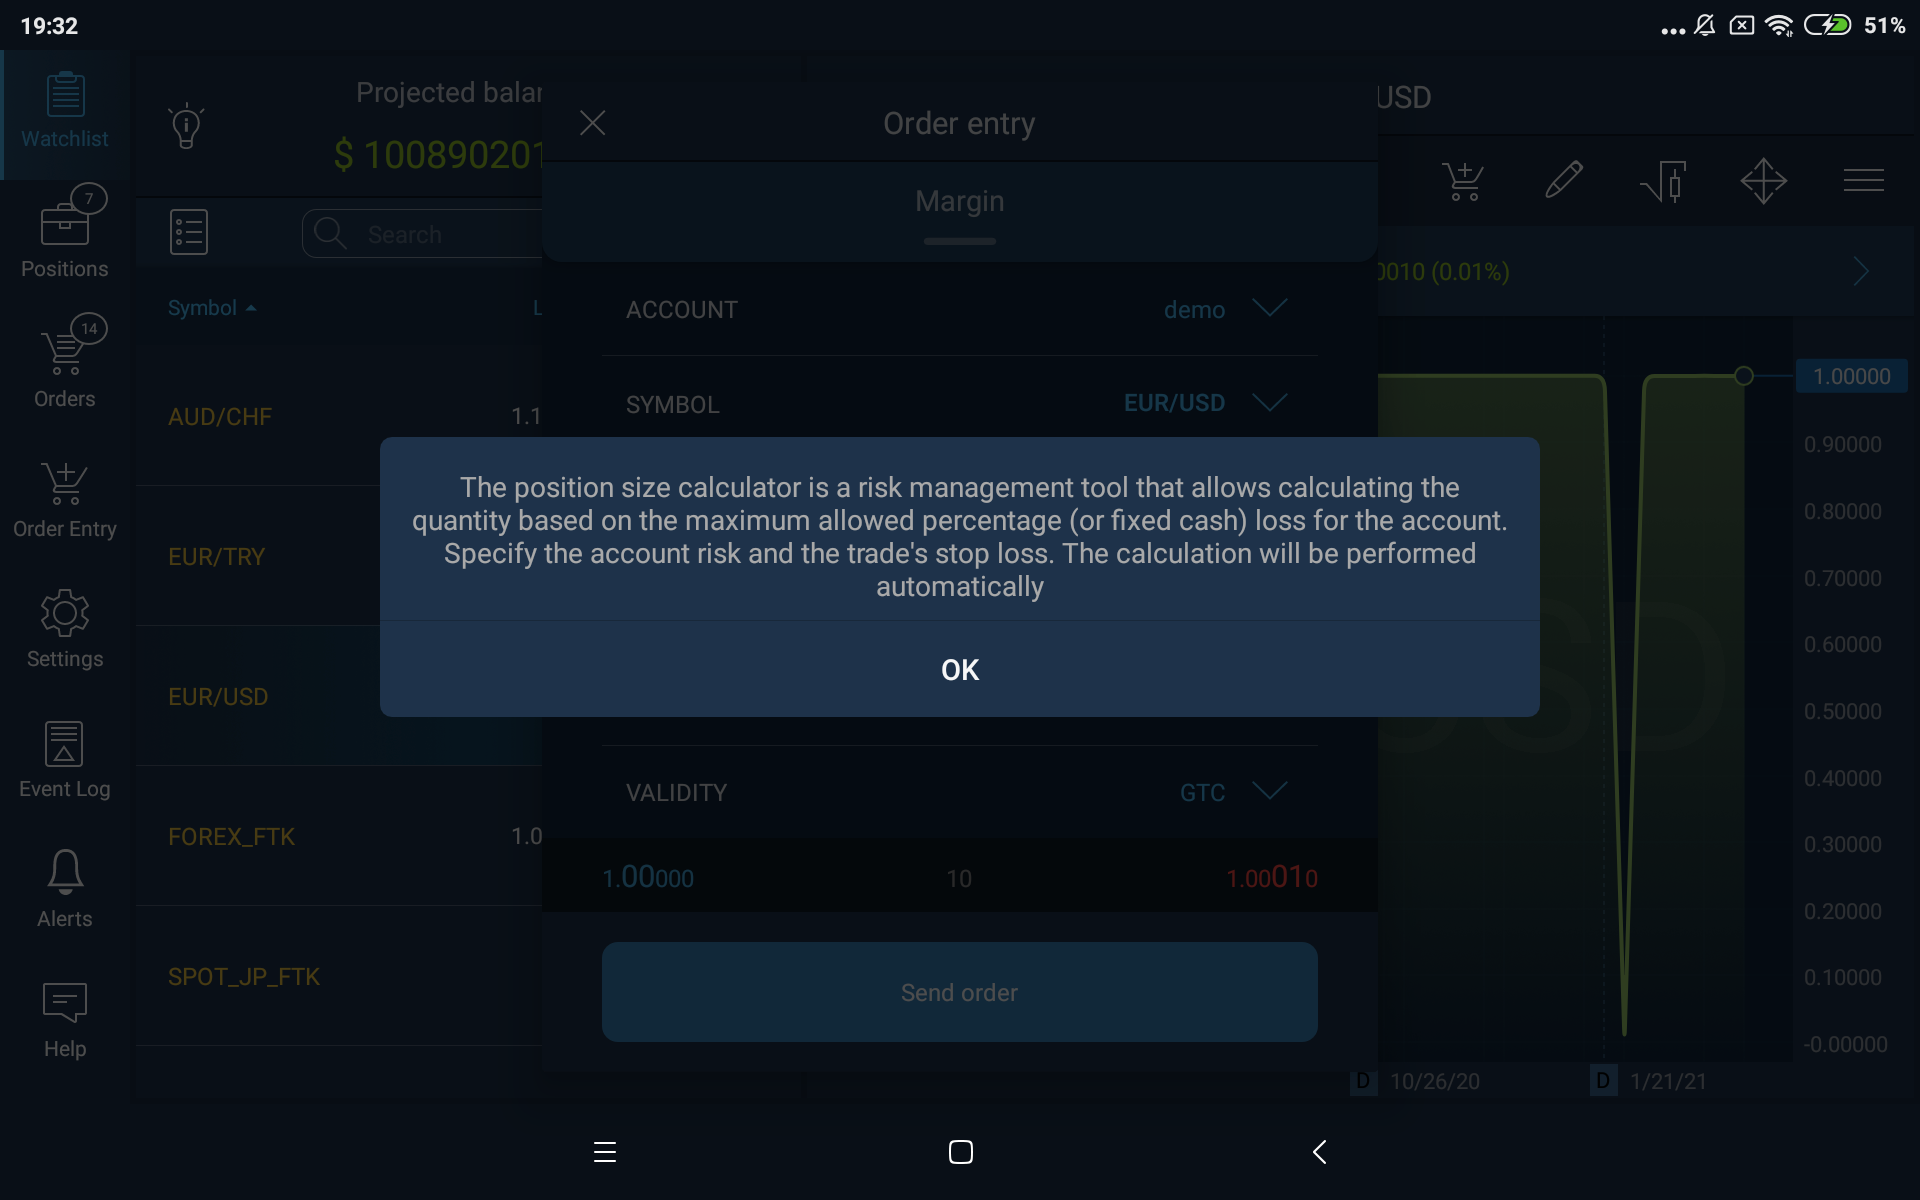 19:32
51%
Watchlist
7
Positions
14
Orders
Order Entry
Settings
Event Log
Alerts
Help
Projected balan
$ 100890201
Search
Symbol
L
AUD/CHF
1.1
EUR/TRY
EUR/USD
FOREX_FTK
1.0
SPOT_JP_FTK
Order entry
Margin
ACCOUNT
demo
SYMBOL
EUR/USD
The position size calculator is a risk management tool that allows calculating the
quantity based on the maximum allowed percentage (or fixed cash) loss for the account.
Specify the account risk and the trade's stop loss. The calculation will be performed
automatically
OK
VALIDITY
GTC
1.00000
10
1.00010
Send order
USD
0010 (0.01%)
1.00000
0.90000
0.80000
0.70000
0.60000
0.50000
0.40000
0.30000
0.20000
0.10000
-0.00000
D 10/26/20
D 1/21/21